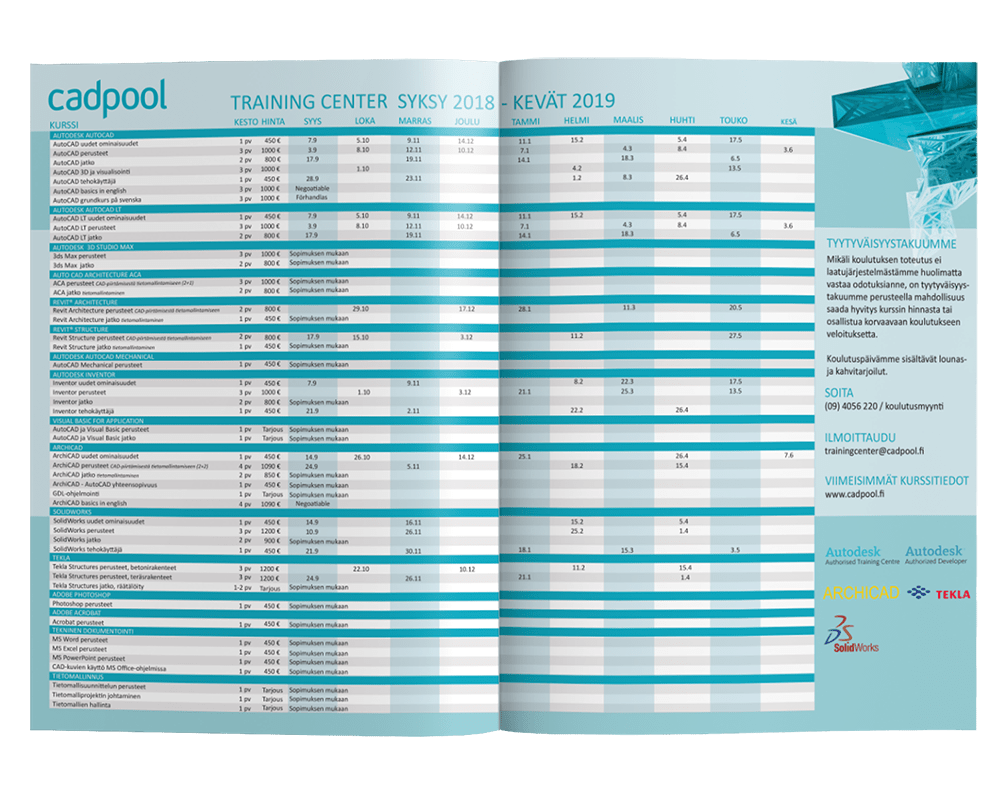 cadpool
TRAINING CENTER SYKSY 2018 - KEVÄT 2019
KURSSI KESTO HINTA SYYS LOKA MARRAS JOULU TAMMI HELMI MAALIS HUHTI TOUKO KESÄ
AUTODESK AUTOCAD
AutoCAD uudet ominaisuudet 1 pv 450 € 7.9 5.10 9.11 14.12 11.1 15.2 5.4 17.5
AutoCAD perusteet 3 pv 1000 € 3.9 8.10 12.11 10.12 7.1 4.3 8.4 3.6
AutoCAD jatko 2 pv 800 € 17.9 19.11 14.1 18.3 6.5
AutoCAD 3D ja visualisointi 3 pv 1000 € 1.10 4.2 13.5
AutoCAD tehokäyttäjä 1 pv 450 € 28.9 23.11 1.2 8.3 26.4
AutoCAD basics in english 3 pv 1000 € Negoatiable
AutoCAD grundkurs på svenska 3 pv 1000 € Förhandlas
AUTODESK AUTOCAD LT
AutoCAD LT uudet ominaisuudet 1 pv 450 € 7.9 5.10 9.11 14.12 11.1 15.2 5.4 17.5
AutoCAD LT perusteet 3 pv 1000 € 3.9 8.10 12.11 10.12 7.1 4.3 8.4 3.6
AutoCAD LT jatko 2 pv 800 € 17.9 19.11 14.1 18.3 6.5
AUTODESK 3D STUDIO MAX
3ds Max perusteet 3 pv 1000 € Sopimuksen mukaan
3ds Max jatko 2 pv 800 € Sopimuksen mukaan
AUTO CAD ARCHITECTURE ACA
ACA perusteet CAD-piirtämisestä tietomallintamiseen (2+1) 3 pv 1000 € Sopimuksen mukaan
ACA jatko tietomallintaminen 2 pv 800 € Sopimuksen mukaan
REVIT® ARCHITECTURE
Revit Architecture perusteet CAD-piirtämisestä tietomallintamiseen 2 pv 800 € 29.10 17.12 28.1 11.3 20.5
Revit Architecture jatko tietomallintaminen 1 pv 450 € Sopimuksen mukaan
REVIT® STRUCTURE
Revit Structure perusteet CAD-piirtämisestä tietomallintamiseen 2 pv 800 € 17.9 15.10 3.12 11.2 27.5
Revit Structure jatko tietomallintaminen 1 pv 450 € Sopimuksen mukaan
AUTODESK AUTOCAD MECHANICAL
AutoCAD Mechanical perusteet 1 pv 450 € Sopimuksen mukaan
AUTODESK INVENTOR
Inventor uudet ominaisuudet 1 pv 450 € 7.9 9.11 8.2 22.3 17.5
Inventor perusteet 3 pv 1000 € 1.10 3.12 21.1 25.3 13.5
Inventor jatko 2 pv 800 € Sopimuksen mukaan
Inventor tehokäyttäjä 1 pv 450 € 21.9 2.11 22.2 26.4
VISUAL BASIC FOR APPLICATION
AutoCAD ja Visual Basic perusteet 1 pv Tarjous Sopimuksen mukaan
AutoCAD ja Visual Basic jatko 1 pv Tarjous Sopimuksen mukaan
ARCHICAD
ArchiCAD uudet ominaisuudet 1 pv 450 € 14.9 26.10 14.12 25.1 26.4 7.6
ArchiCAD perusteet CAD-piirtämisestä tietomallintamiseen (2+2) 4 pv 1090 € 24.9 5.11 18.2 15.4
ArchiCAD jatko tietomallintaminen 2 pv 850 € Sopimuksen mukaan
ArchiCAD - AutoCAD yhteensopivuus 1 pv 450 € Sopimuksen mukaan
GDL-ohjelmointi 1 pv Tarjous Sopimuksen mukaan
ArchiCAD basics in english 4 pv 1090 € Negoatiable
SOLIDWORKS
SolidWorks uudet ominaisuudet 1 pv 450 € 14.9 16.11 15.2 5.4
SolidWorks perusteet 3 pv 1200 € 10.9 26.11 25.2 1.4
SolidWorks jatko 2 pv 900 € Sopimuksen mukaan
SolidWorks tehokäyttäjä 1 pv 450 € 21.9 30.11 18.1 15.3 3.5
TEKLA
Tekla Structures perusteet, betonirakenteet 3 pv 1200 € 22.10 10.12 11.2 15.4
Tekla Structures perusteet, teräsrakenteet 3 pv 1200 € 24.9 26.11 21.1 1.4
Tekla Structures jatko, räätälöity 1-2 pv Tarjous Sopimuksen mukaan
ADOBE PHOTOSHOP
Photoshop perusteet 1 pv 450 € Sopimuksen mukaan
ADOBE ACROBAT
Acrobat perusteet 1 pv 450 € Sopimuksen mukaan
TEKNINEN DOKUMENTOINTI
MS Word perusteet 1 pv 450 € Sopimuksen mukaan
MS Excel perusteet 1 pv 450 € Sopimuksen mukaan
MS PowerPoint perusteet 1 pv 450 € Sopimuksen mukaan
CAD-kuvien käyttö MS Office-ohjelmissa 1 pv 450 € Sopimuksen mukaan
TIETOMALLINNUS
Tietomallisuunnittelun perusteet 1 pv Tarjous Sopimuksen mukaan
Tietomalliprojektin johtaminen 1 pv Tarjous Sopimuksen mukaan
Tietomallien hallinta 1 pv Tarjous Sopimuksen mukaan
TYYTYVÄISYYSTAKUUMME
Mikäli koulutuksen toteutus ei
laatujärjestelmästämme huolimatta
vastaa odotuksianne, on tyytyväisyys-
takuumme perusteella mahdollisuus
saada hyvitys kurssin hinnasta tai
osallistua korvaavaan koulutukseen
veloituksetta.
Koulutuspäivämme sisältävät lounas-
ja kahvitarjoilut.
SOITA
(09) 4056 220 / koulutusmyynti
ILMOITTAUDU
trainingcenter@cadpool.fi
VIIMEISIMMÄT KURSSITIEDOT
www.cadpool.fi
Autodesk Autodesk
Authorised Training Centre Authorized Developer
ARCHICAD TEKLA
SolidWorks